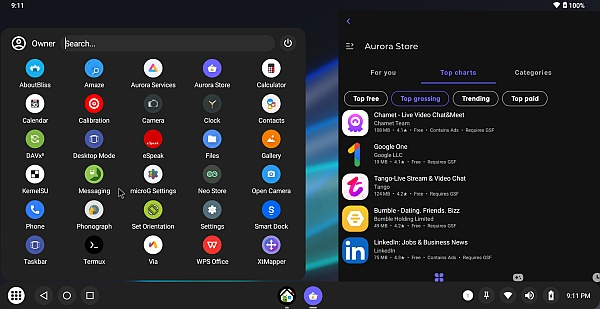 9:11
100%
Owner
Search...
AboutBliss
Amaze
Aurora Services
Aurora Store
Calculator
Calendar
Calibration
Camera
Clock
Contacts
DAVx⁵
Desktop Mode
eSpeak
Files
Gallery
KernelSU
Messaging
microG Settings
Neo Store
Open Camera
Phone
Phonograph
Set Orientation
Settings
Smart Dock
Taskbar
Termux
Via
WPS Office
XtMapper
Aurora Store
For you
Top charts
Categories
Top free
Top grossing
Trending
Top paid
Chamet - Live Video Chat&Meet
Chamet Team
100 MB • 4.1★ • Free • Contains Ads • Requires GSF
Google One
Google LLC
19 MB • 4.1★ • Free • Requires GSF
Tango-Live Stream & Video Chat
Tango
124 MB • 4.2★ • Free • Requires GSF
Bumble - Dating. Friends. Bizz
Bumble Holding Limited
49 MB • 4.2★ • Free • Requires GSF
LinkedIn: Jobs & Business News
LinkedIn
75 MB • 4.3★ • Free • Contains Ads • Requires GSF
9:11 PM